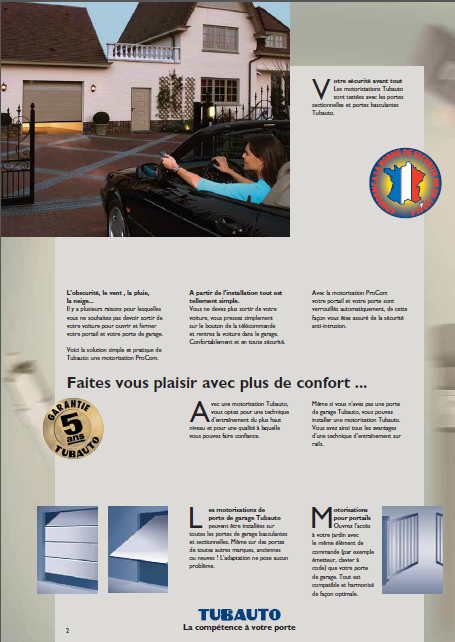 Votre sécurité avant tout
Les motoristations Tubauto
sont testées avec les portes
sectionnelles et portes basculantes
Tubauto.
L'obscurité, le vent , la pluie,
la neige...
Il y a plusieurs raisons pour lesquelles
vous ne souhaitez pas devoir sortir de
votre voiture pour ouvrir et fermer
votre portail et votre porte de garage.
Voici la solution simple et pratique de
Tubauto: une motorisation ProCom.
A partir de l'installation tout est
tellement simple.
Vous ne devez plus sortir de votre
voiture, vous pressez simplement
sur le bouton de la télécommande
et rentrez la voiture dans le garage.
Confortablement et en toute sécurité.
Avec la motorisation ProCom
votre portail et votre porte sont
verrouillés automatiquement, de cette
façon vous êtes assuré de la sécurité
anti-intrusion.
Faites vous plaisir avec plus de confort ...
GARANTIE
5
ans
TUBAUTO
Avec une motorisation Tubauto,
vous optez pour une technique
d'entraînement du plus haut
niveau et pour une qualité à laquelle
vous pouvez faire confiance.
Même si vous n'avez pas une porte
de garage Tubauto, vous pouvez
installer une motorisation Tubauto.
Vous avez ainsi tous les avantages
d'une technique d'entraînement sur
rails.
Les motorisations de
porte de garage Tubauto
peuvent être installées sur
toutes les portes de garage basculantes
et sectionnelles. Même sur des portes
de toutes autres marques, anciennes
ou neuves ! L'adaptation ne pose aucun
problème.
Motorisations
pour portails
Ouvrez l'accès
à votre jardin avec
le même élément de
commande (par exemple
émetteur, clavier à
code) que votre porte
de garage. Tout est
compatible et harmonisé
de façon optimale.
TUBAUTO
La compétence à votre porte
2